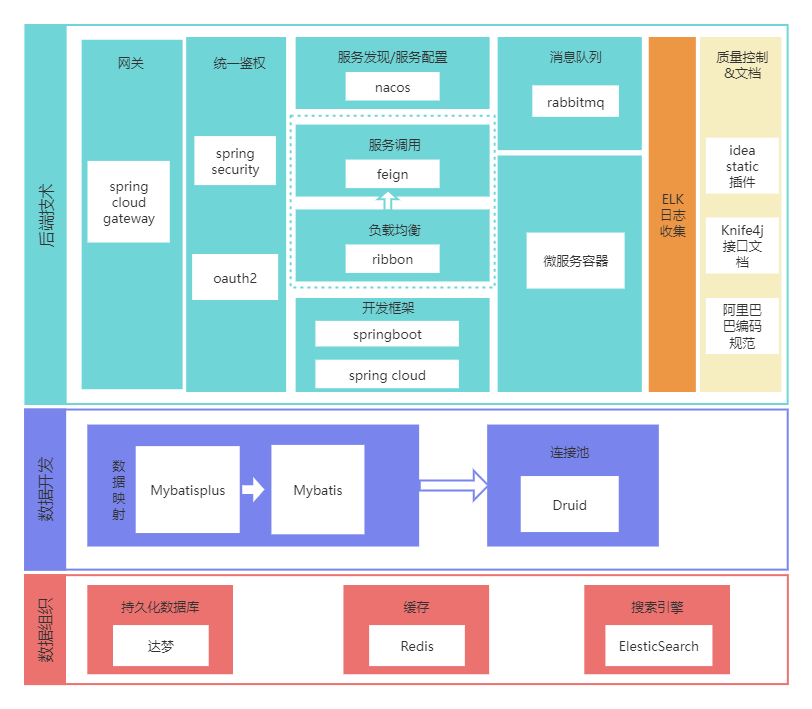 后端技术
网关
spring
cloud
gateway
统一鉴权
spring
security
oauth2
服务发现/服务配置
nacos
服务调用
feign
负载均衡
ribbon
开发框架
springboot
spring cloud
消息队列
rabbitmq
微服务容器
ELK
日志
收集
质量控制
&文档
idea
static
插件
Knife4j
接口文
档
阿里巴
巴编码
规范
数据开发
数
据
映
射
Mybatisplus
Mybatis
连接池
Druid
数据组织
持久化数据库
达梦
缓存
Redis
搜索引擎
ElesticSearch